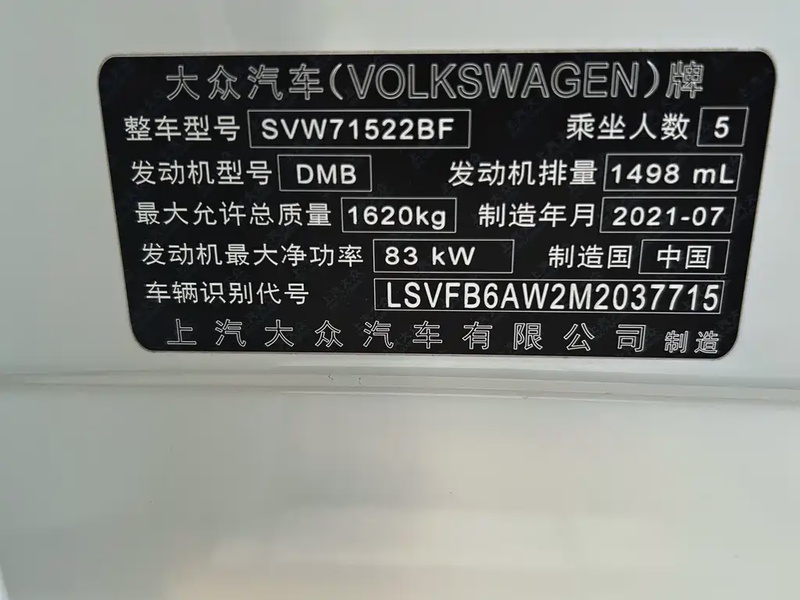 大众汽车(VOLKSWAGEN)牌
整车型号 SVW71522BF 乘坐人数 5
发动机型号 DMB 发动机排量 1498 mL
最大允许总质量 1620kg 制造年月 2021-07
发动机最大净功率 83 kW 制造国 中国
车辆识别代号 LSVFB6AW2M2037715
上汽大众汽车有限公司 制造